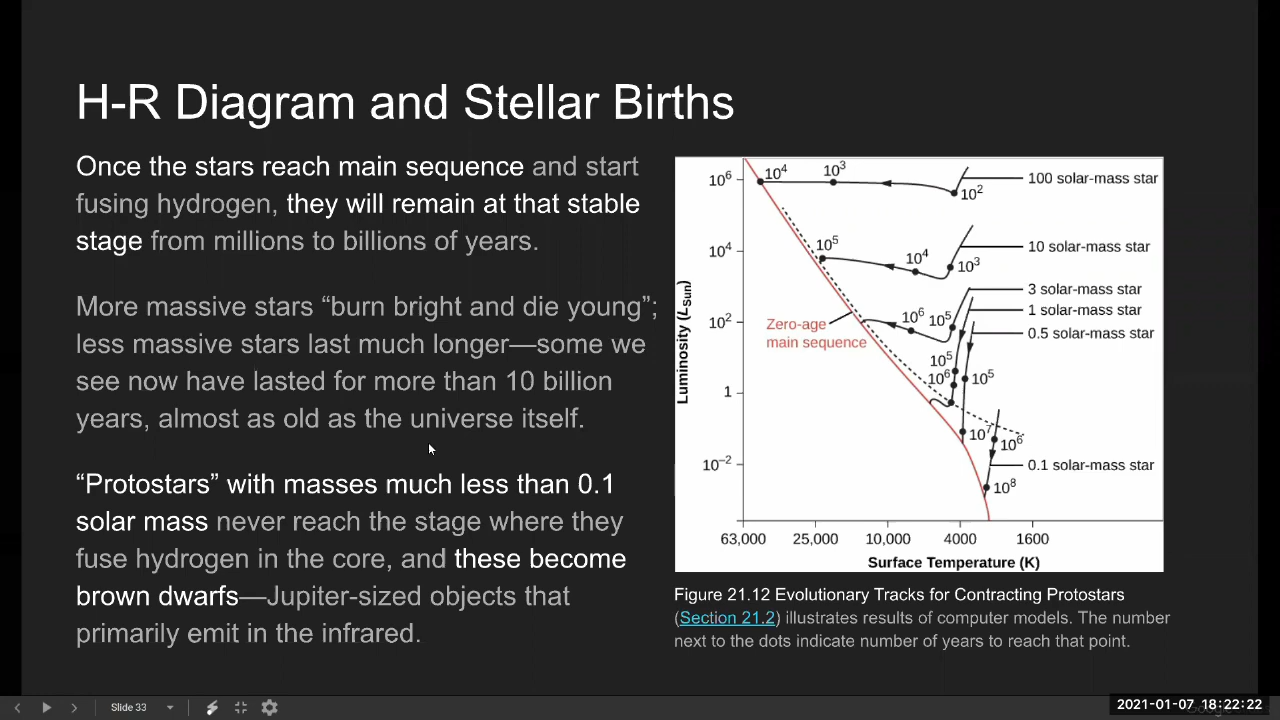 H-R Diagram and Stellar Births
Once the stars reach main sequence and start
fusing hydrogen, they will remain at that stable
stage from millions to billions of years.
More massive stars “burn bright and die young”;
less massive stars last much longer—some we
see now have lasted for more than 10 billion
years, almost as old as the universe itself.
“Protostars” with masses much less than 0.1
solar mass never reach the stage where they
fuse hydrogen in the core, and these become
brown dwarfs—Jupiter-sized objects that
primarily emit in the infrared.
Luminosity (LSun)
10⁶
10⁴
10²
1
10⁻²
10⁴ 10³ 10² 100 solar-mass star
10⁵ 10⁴ 10³ 10 solar-mass star
3 solar-mass star
10⁶ 10⁵ 1 solar-mass star
0.5 solar-mass star
Zero-age
main sequence
10⁵
10⁶ 10⁵
10⁷ 10⁶
0.1 solar-mass star
10⁸
63,000 25,000 10,000 4000 1600
Surface Temperature (K)
Figure 21.12 Evolutionary Tracks for Contracting Protostars
(Section 21.2) illustrates results of computer models. The number
next to the dots indicate number of years to reach that point.
Slide 33
2021-01-07 18:22:22